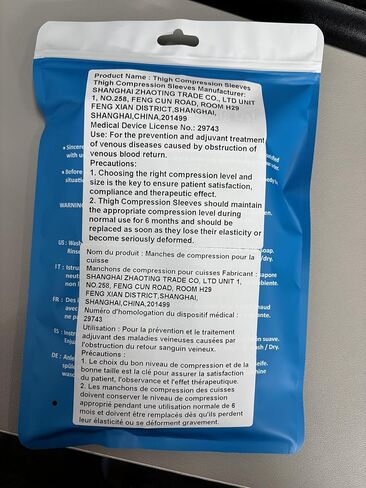 Product Name : Thigh Compression Sleeves
Thigh Compression Sleeves Manufacturer:
SHANGHAI ZHAOTING TRADE CO., LTD UNIT
1, NO.258, FENG CUN ROAD, ROOM H29
FENG XIAN DISTRICT,SHANGHAI,
SHANGHAI,CHINA,201499
Medical Device License No.: 29743
Use: For the prevention and adjuvant treatment
of venous diseases caused by obstruction of
venous blood return.
Precautions:
1. Choosing the right compression level and
size is the key to ensure patient satisfaction,
compliance and therapeutic effect.
2. Thigh Compression Sleeves should maintain
the appropriate compression level during
normal use for 6 months and should be
replaced as soon as they lose their elasticity or
become seriously deformed.
Nom du produit : Manches de compression pour la
cuisse
Manchons de compression pour cuisses Fabricant :
SHANGHAI ZHAOTING TRADE CO., LTD UNIT 1,
NO.258, FENG CUN ROAD, ROOM H29
FENG XIAN DISTRICT,SHANGHAI,
SHANGHAI,CHINA,201499
Numéro d'homologation du dispositif médical :
29743
Utilisation : Pour la prévention et le traitement
adjuvant des maladies veineuses causées par
l'obstruction du retour sanguin veineux.
Précautions :
1. Le choix du bon niveau de compression et de la
bonne taille est la clé pour assurer la satisfaction
du patient, l'observance et l'effet thérapeutique.
2. Les manchons de compression des cuisses
doivent conserver le niveau de compression
approprié pendant une utilisation normale de 6
mois et doivent être remplacés dès qu'ils perdent
leur élasticité ou se déforment gravement.
• Sincere
with us
• Before
situation
WARNING
US: Wash
Rinse
IT:
FR: Des
ne
IS:
DE:
soap.
/ Dry.